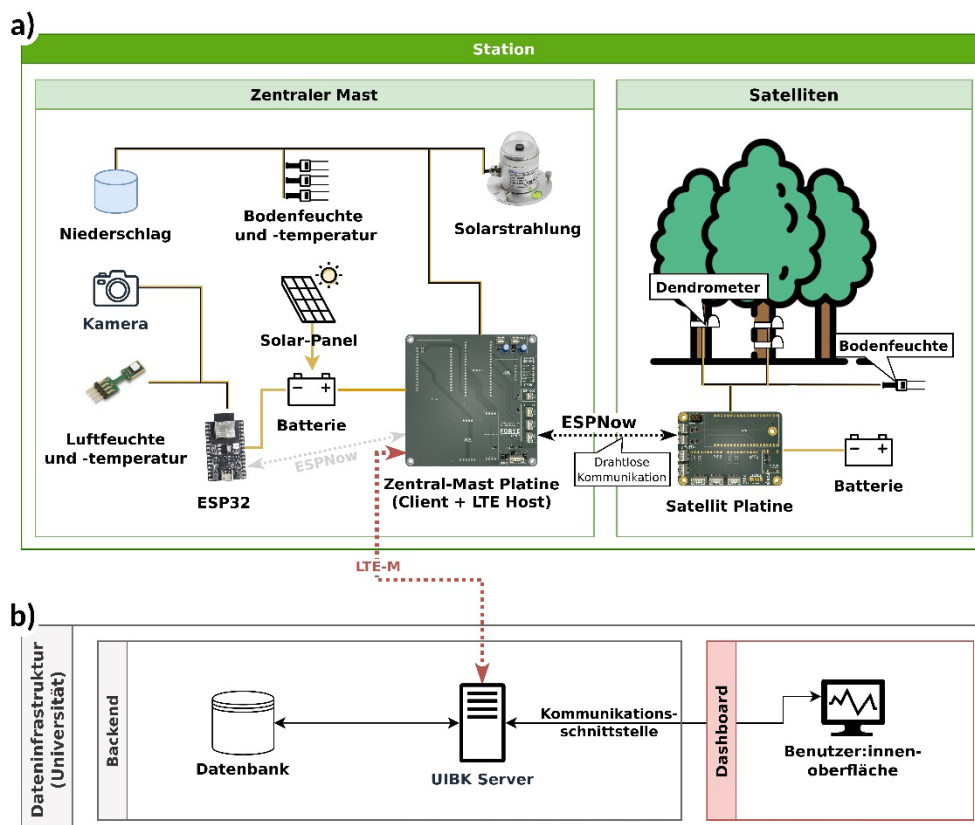 a)
Station
Zentraler Mast
Satelliten
Niederschlag
Bodenfeuchte
und -temperatur
Solarstrahlung
Kamera
Solar-Panel
Dendrometer
Bodenfeuchte
Luftfeuchte
und -temperatur
Batterie
ESP32
ESPNow
Zentral-Mast Platine
(Client + LTE Host)
ESPNow
Drahtlose
Kommunikation
Satellit Platine
Batterie
LTE-M
b)
Dateninfrastruktur
(Universität)
Backend
Datenbank
UIBK Server
Kommunikations-
schnittstelle
Dashboard
Benutzer:innen-
oberfläche